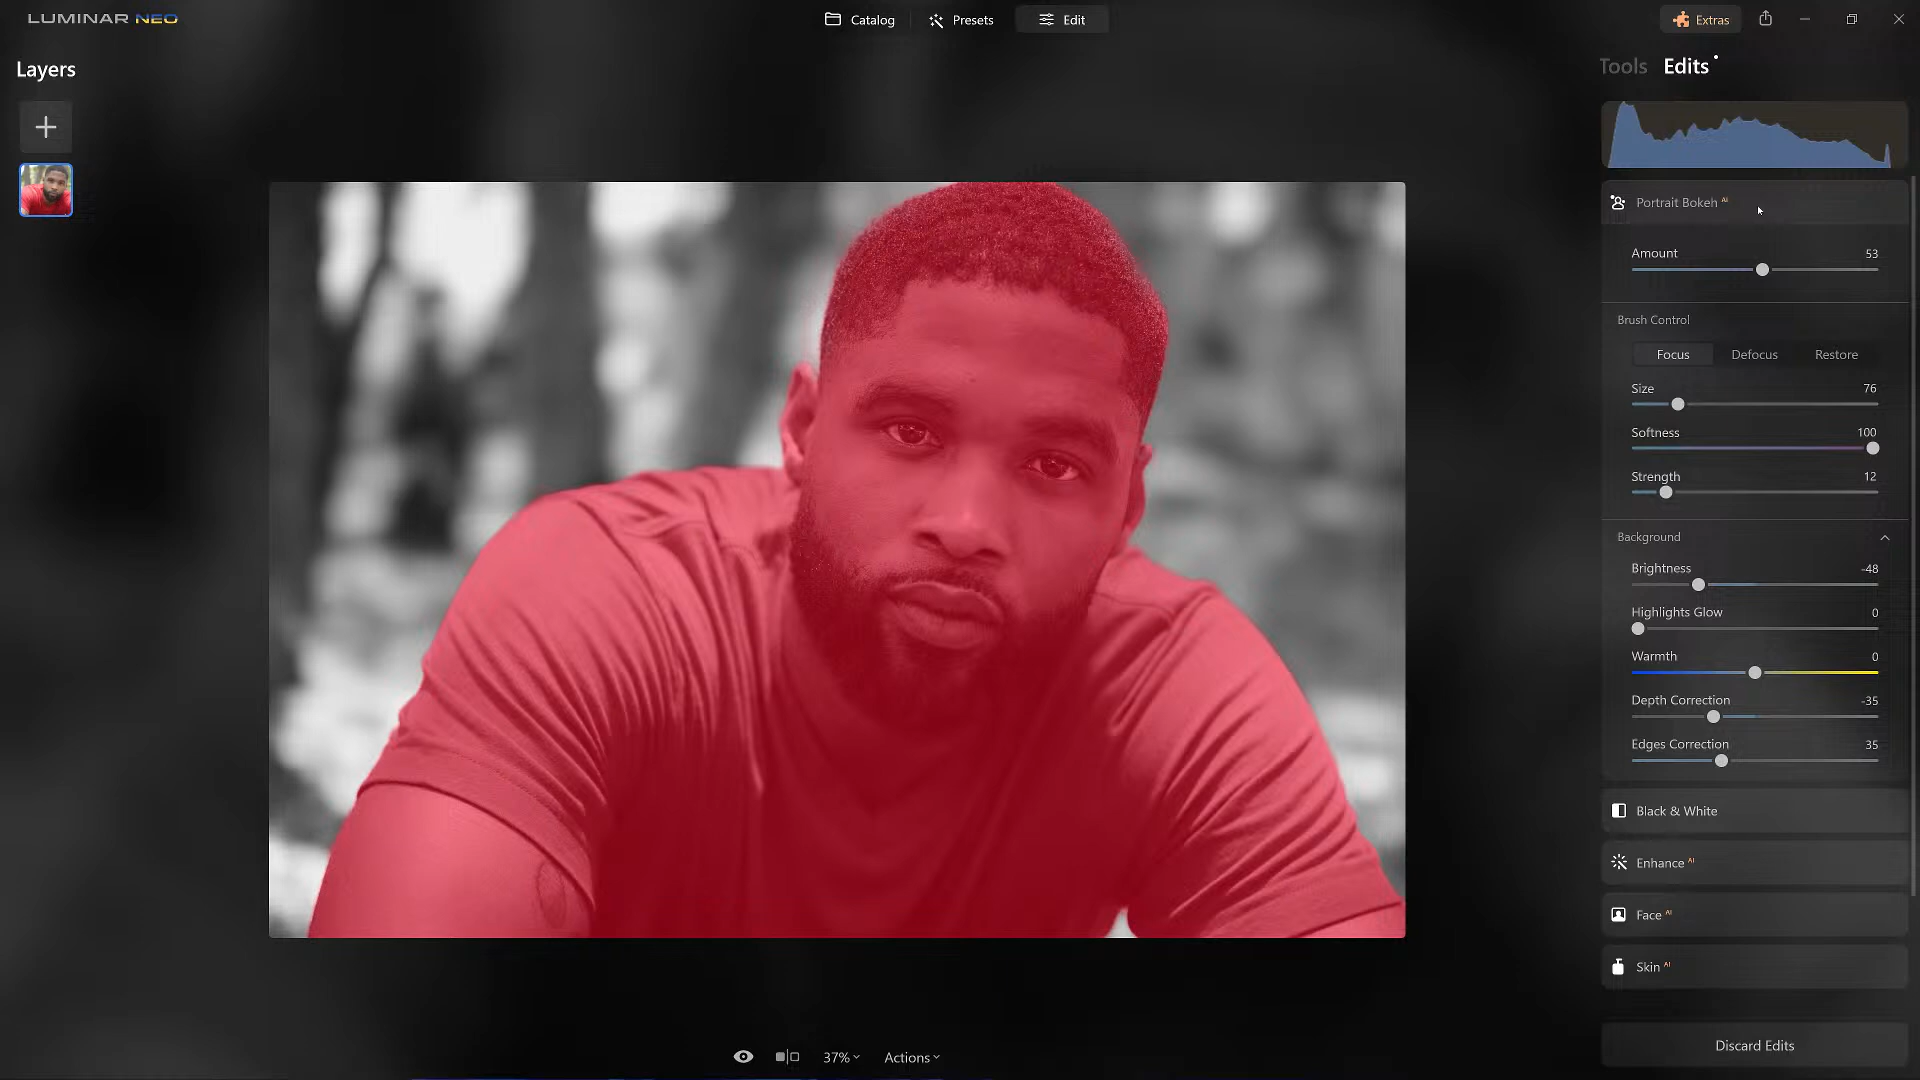 LUMINAR NEO
Catalog
Presets
Edit
Extras
Layers
Tools
Edits
Portrait Bokeh AI
Amount 53
Brush Control
Focus Defocus Restore
Size 76
Softness 100
Strength 12
Background
Brightness -48
Highlights Glow 0
Warmth 0
Depth Correction -35
Edges Correction 35
Black & White
Enhance AI
Face AI
Skin AI
37%
Actions
Discard Edits